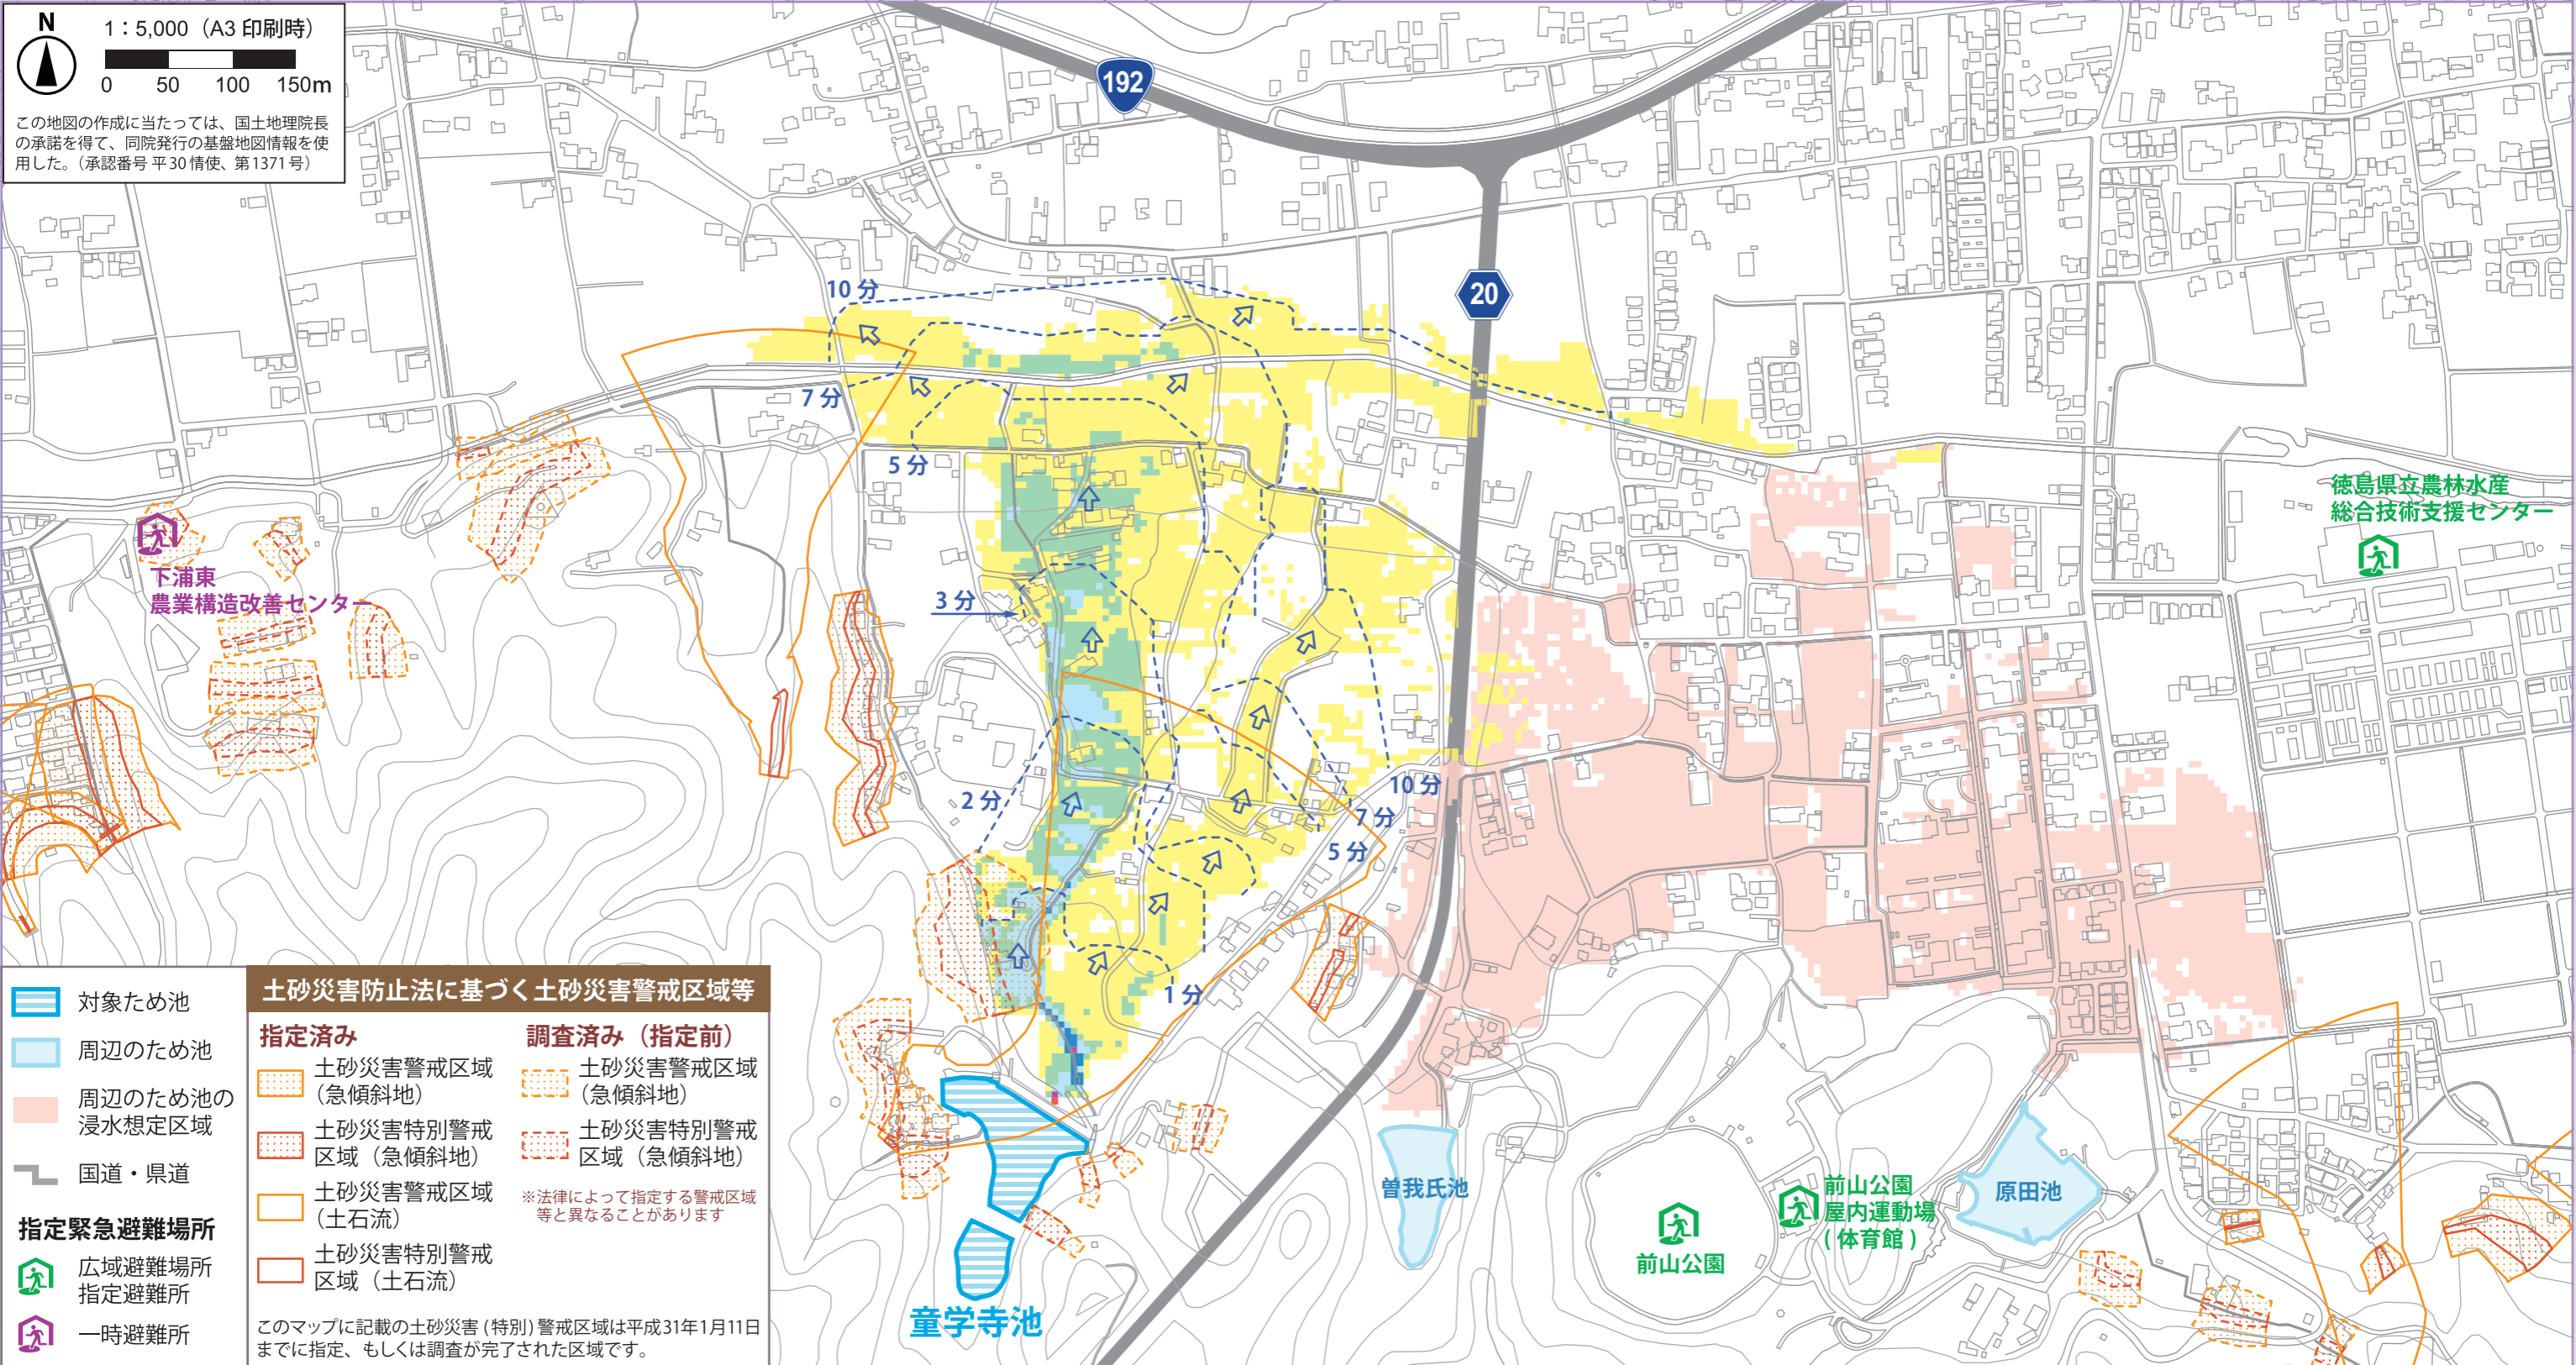 N
1：5,000（A3 印刷時）
0 50 100 150m
この地図の作成に当たっては、国土地理院長
の承諾を得て、同院発行の基盤地図情報を使
用した。（承認番号 平30情使、第1371号）
192
20
10 分
7 分
5 分
3 分
2 分
10 分
7 分
5 分
1 分
徳島県立農林水産
総合技術支援センター
下浦東
農業構造改善センター
曽我氏池
前山公園
前山公園
屋内運動場
(体育館)
原田池
童学寺池
対象ため池
周辺のため池
周辺のため池の
浸水想定区域
国道・県道
指定緊急避難場所
広域避難場所
指定避難所
一時避難所
土砂災害防止法に基づく土砂災害警戒区域等
指定済み
土砂災害警戒区域
（急傾斜地）
土砂災害特別警戒
区域（急傾斜地）
土砂災害警戒区域
（土石流）
土砂災害特別警戒
区域（土石流）
調査済み（指定前）
土砂災害警戒区域
（急傾斜地）
土砂災害特別警戒
区域（急傾斜地）
※法律によって指定する警戒区域
等と異なることがあります
このマップに記載の土砂災害(特別)警戒区域は平成31年1月11日
までに指定、もしくは調査が完了された区域です。